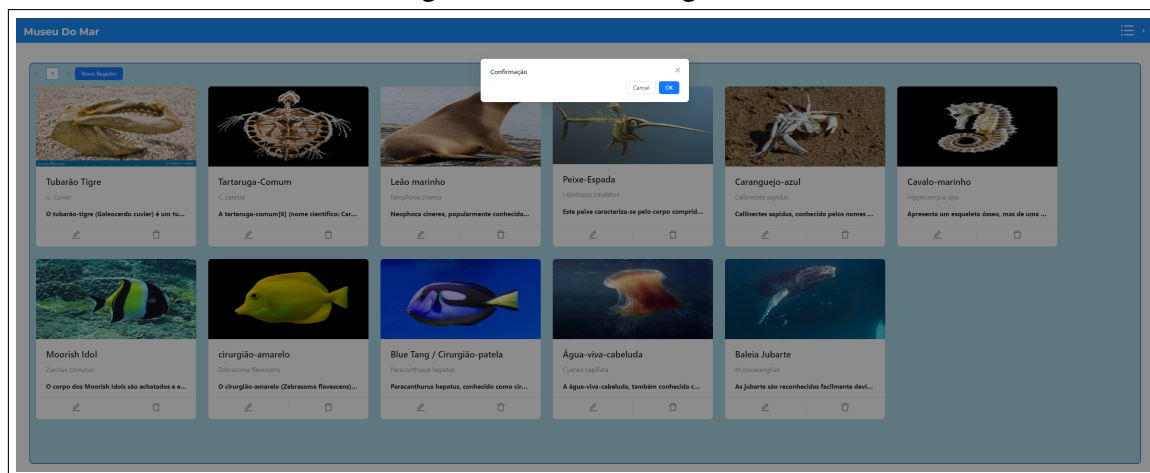 Museu Do Mar
1
Novo Registro
Confirmação
Cancel
OK
Tubarão Tigre
G. Cuvier
O tubarão-tigre (Galeocerdo cuvier) é um tu...
Tartaruga-Comum
C. caretta
A tartaruga-comum[6] (nome científico: Car...
Leão marinho
Neophoca cinerea
Neophoca cinerea, popularmente conhecida...
Peixe-Espada
Lepidopus caudatus
Este peixe caracteriza-se pelo corpo comprid...
Caranguejo-azul
Callinectes sapidus
Callinectes sapidus, conhecido pelos nomes ...
Cavalo-marinho
Hippocampus spp.
Apresenta um esqueleto ósseo, mas de uma ...
Moorish Idol
Zanclus cornutus
O corpo dos Moorish Idols são achatados e e...
cirurgião-amarelo
Zebrasoma flavescens
O cirurgião-amarelo (Zebrasoma flavescens)...
Blue Tang / Cirurgião-patela
Paracanthurus hepatus
Paracanthurus hepatus, conhecido como cir...
Água-viva-cabeluda
Cyanea capillata
A água-viva-cabeluda, também conhecida c...
Baleia Jubarte
M.novaeangliae
As jubarte são reconhecidas facilmente devi...